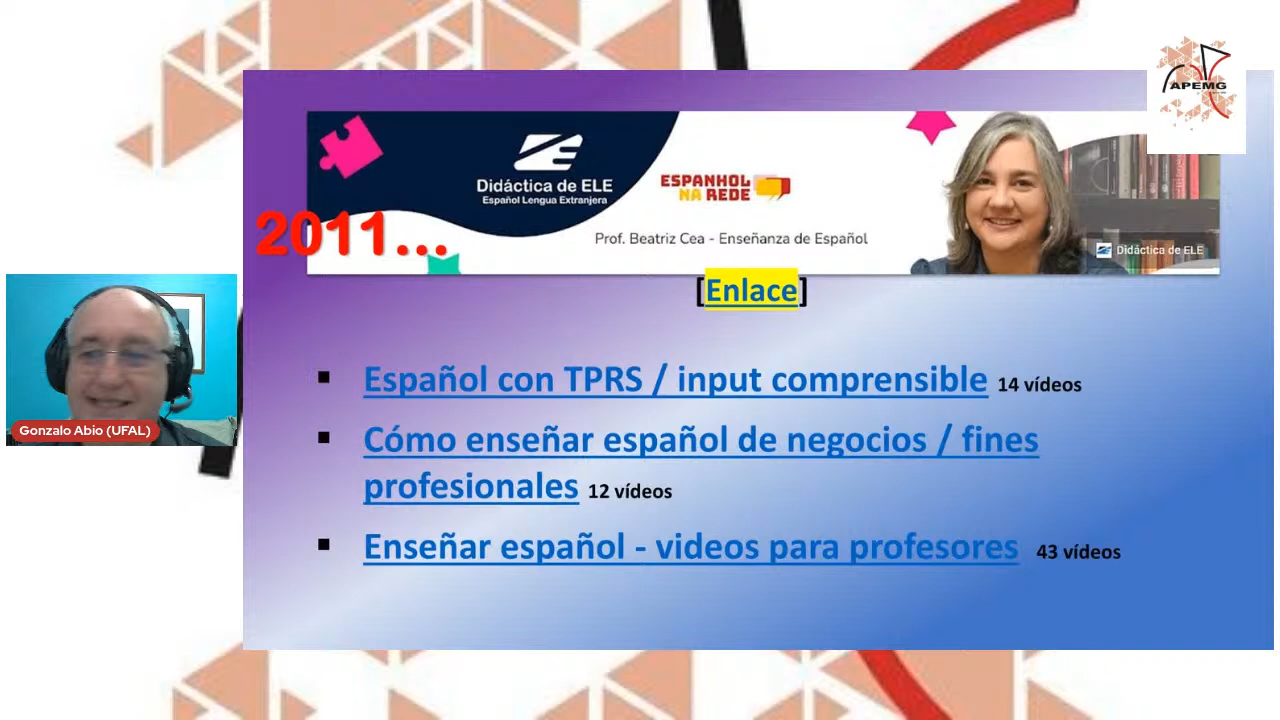 APEMG
Didáctica de ELE
Español Lengua Extranjera
ESPANHOL
NA REDE
Prof. Beatriz Cea - Enseñanza de Español
Didáctica de ELE
2011...
[Enlace]
▪ Español con TPRS / input comprensible 14 vídeos
▪ Cómo enseñar español de negocios / fines
profesionales 12 vídeos
▪ Enseñar español - videos para profesores 43 vídeos
Gonzalo Abio (UFAL)